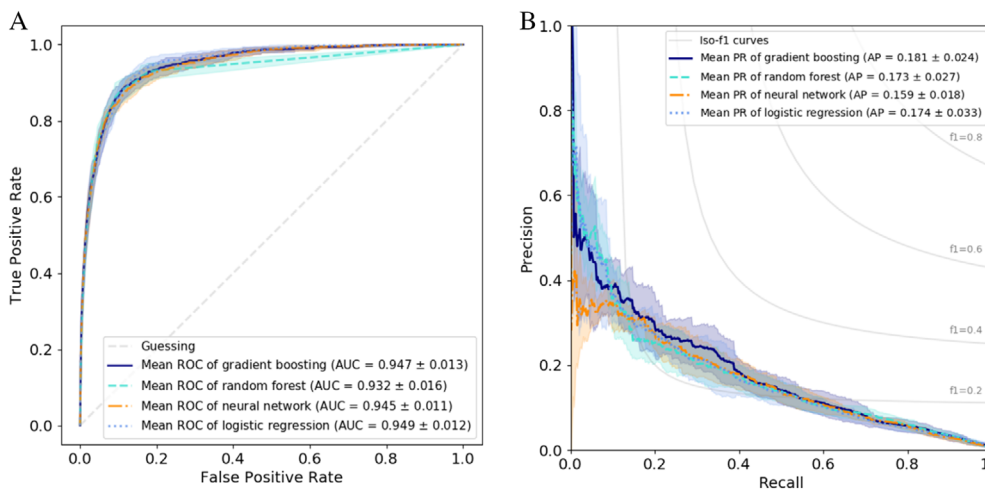 A
True Positive Rate
1.0
0.8
0.6
0.4
0.2
0.0
Guessing
Mean ROC of gradient boosting (AUC = 0.947 ± 0.013)
Mean ROC of random forest (AUC = 0.932 ± 0.016)
Mean ROC of neural network (AUC = 0.945 ± 0.011)
Mean ROC of logistic regression (AUC = 0.949 ± 0.012)
0.0 0.2 0.4 0.6 0.8 1.0
False Positive Rate
B
Precision
1.0
0.8
0.6
0.4
0.2
0.0
Iso-f1 curves
Mean PR of gradient boosting (AP = 0.181 ± 0.024)
Mean PR of random forest (AP = 0.173 ± 0.027)
Mean PR of neural network (AP = 0.159 ± 0.018)
Mean PR of logistic regression (AP = 0.174 ± 0.033)
f1=0.8
f1=0.6
f1=0.4
f1=0.2
0.0 0.2 0.4 0.6 0.8 1
Recall